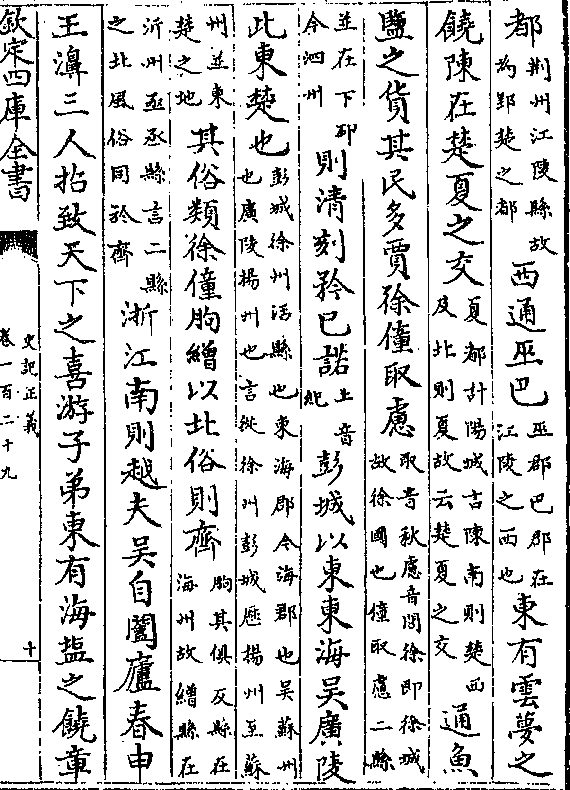 都荆州江陵縣故為郢楚之都西通巫巴巫郡巴郡在江陵之西也東有雲夢之
饒陳在楚夏之交夏都計陽城言陳南則楚西及北則夏故云楚夏之交通魚
鹽之貨其民多賈徐僮取慮取音秋慮音閭徐即徐城故徐國也僮取慮二縣
並在下邳今泗州則清刻矜已諾上音紀彭城以東東海吳廣陵
此東楚也彭城徐州治縣也東海郡今海郡也吳蘇州也廣陵揚州也言從徐州彭城歴揚州至蘇
州並東楚之地其俗類徐僮朐繒以北俗則齊朐其俱反縣在海州故繒縣在
沂州氶氶縣言二縣之北風俗同於齊浙江南則越夫吳自闔廬春申
王濞三人招致天下之喜游子弟東有海盐之饒章
欽定四庫全書
史記正義
卷一百二十九
十